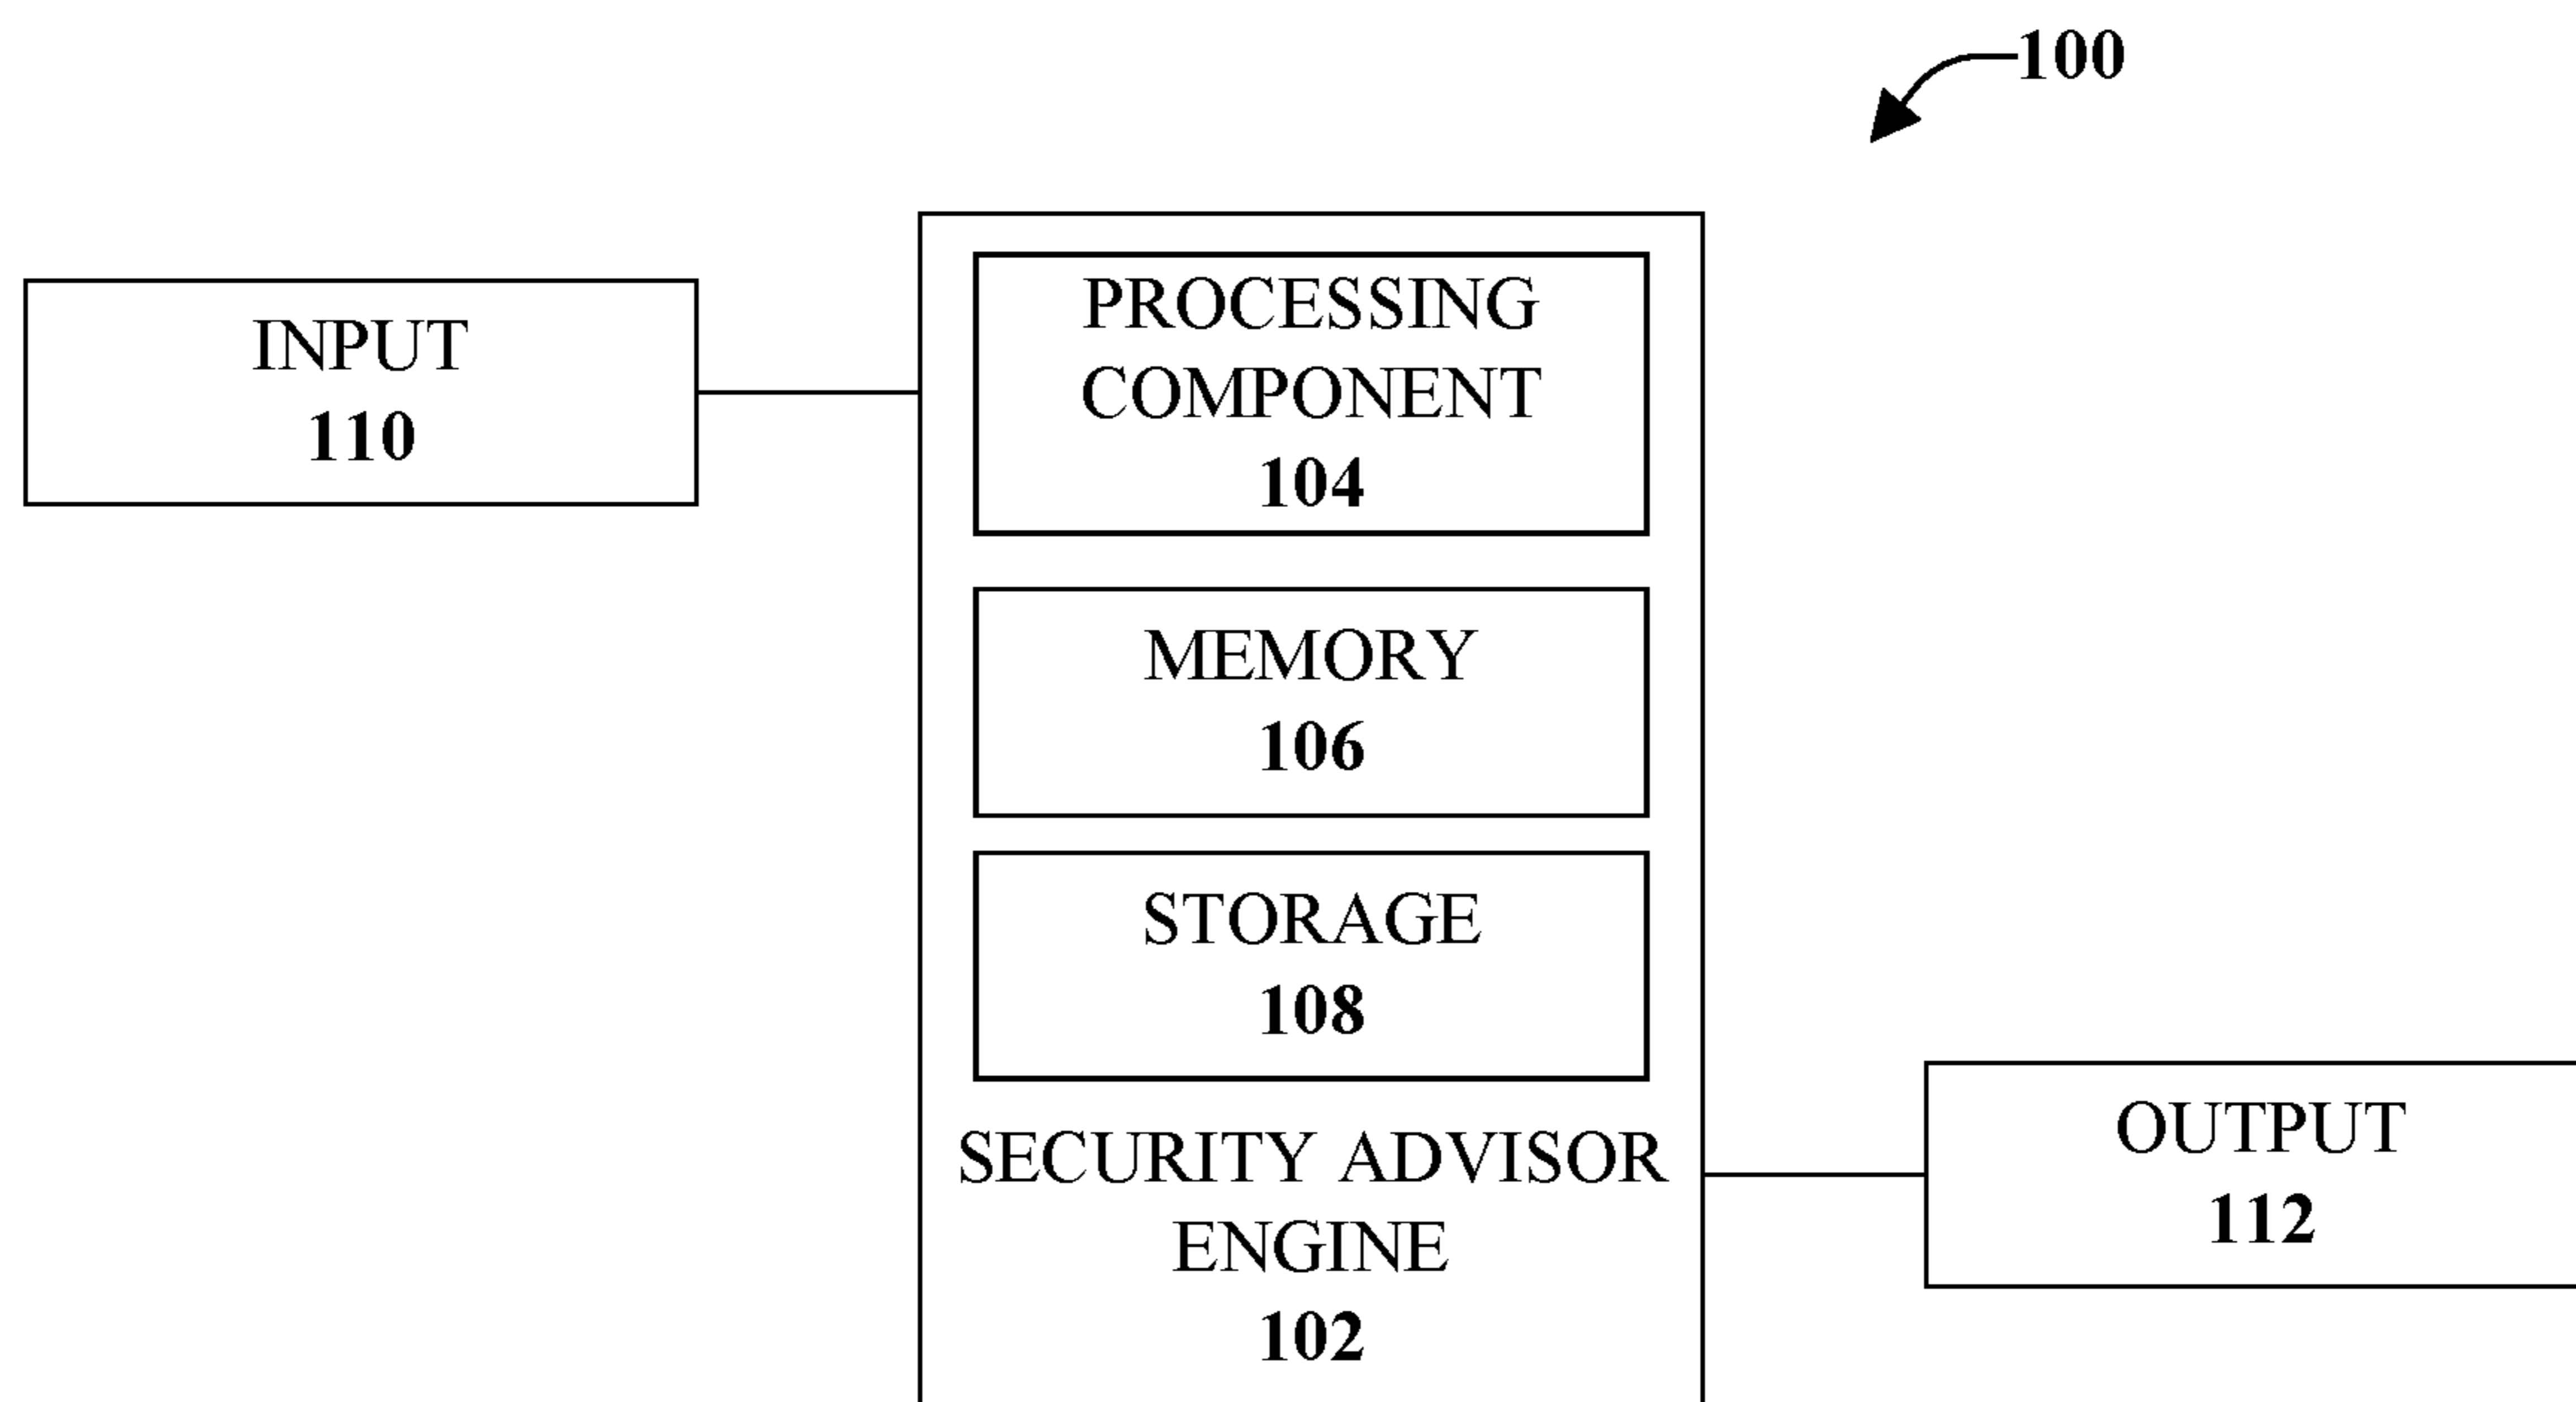 100
INPUT
110
PROCESSING
COMPONENT
104
MEMORY
106
STORAGE
108
SECURITY ADVISOR
ENGINE
102
OUTPUT
112